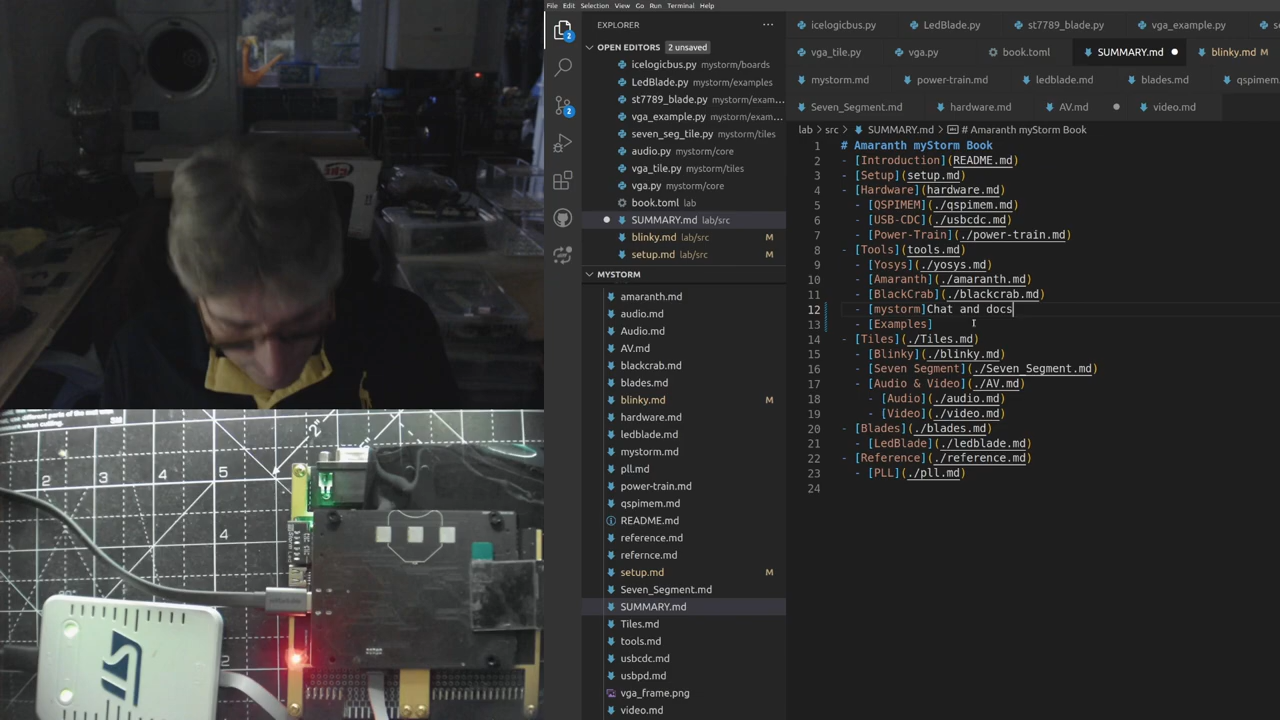 File Edit Selection View Go Run Terminal Help
EXPLORER
OPEN EDITORS 2 unsaved
icelogicbus.py mystorm/boards
LedBlade.py mystorm/examples
st7789_blade.py mystorm/exam...
vga_example.py mystorm/exam...
seven_seg_tile.py mystorm/tiles
audio.py mystorm/core
vga_tile.py mystorm/tiles
vga.py mystorm/core
book.toml lab
SUMMARY.md lab/src
blinky.md lab/src M
setup.md lab/src M
MYSTORM
amaranth.md
audio.md
Audio.md
AV.md
blackcrab.md
blades.md
blinky.md M
hardware.md
ledblade.md
mystorm.md
pll.md
power-train.md
qspimem.md
README.md
reference.md
refernce.md
setup.md M
Seven_Segment.md
SUMMARY.md
Tiles.md
tools.md
usbcdc.md
usbpd.md
vga_frame.png
video.md
icelogicbus.py LedBlade.py st7789_blade.py vga_example.py
vga_tile.py vga.py book.toml SUMMARY.md blinky.md M
mystorm.md power-train.md ledblade.md blades.md qspimem
Seven_Segment.md hardware.md AV.md video.md
lab > src > SUMMARY.md > # Amaranth myStorm Book
1 # Amaranth myStorm Book
2 - [Introduction](README.md)
3 - [Setup](setup.md)
4 - [Hardware](hardware.md)
5 - [QSPIMEM](./qspimem.md)
6 - [USB-CDC](./usbcdc.md)
7 - [Power-Train](./power-train.md)
8 - [Tools](tools.md)
9 - [Yosys](./yosys.md)
10 - [Amaranth](./amaranth.md)
11 - [BlackCrab](./blackcrab.md)
12 - [mystorm]Chat and docs
13 - [Examples]
14 - [Tiles](./Tiles.md)
15 - [Blinky](./blinky.md)
16 - [Seven Segment](./Seven_Segment.md)
17 - [Audio & Video](./AV.md)
18 - [Audio](./audio.md)
19 - [Video](./video.md)
20 - [Blades](./blades.md)
21 - [LedBlade](./ledblade.md)
22 - [Reference](./reference.md)
23 - [PLL](./pll.md)
24
2 3 4 5
2"
4
2